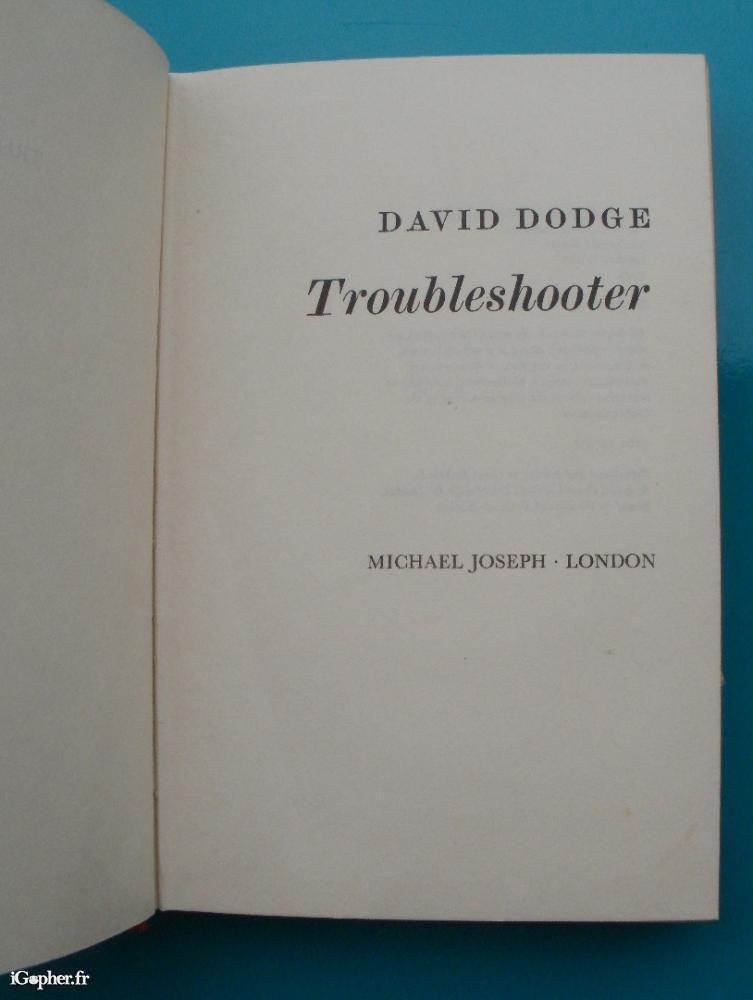 DAVID DODGE
Troubleshooter
MICHAEL JOSEPH · LONDON
iGopher.fr